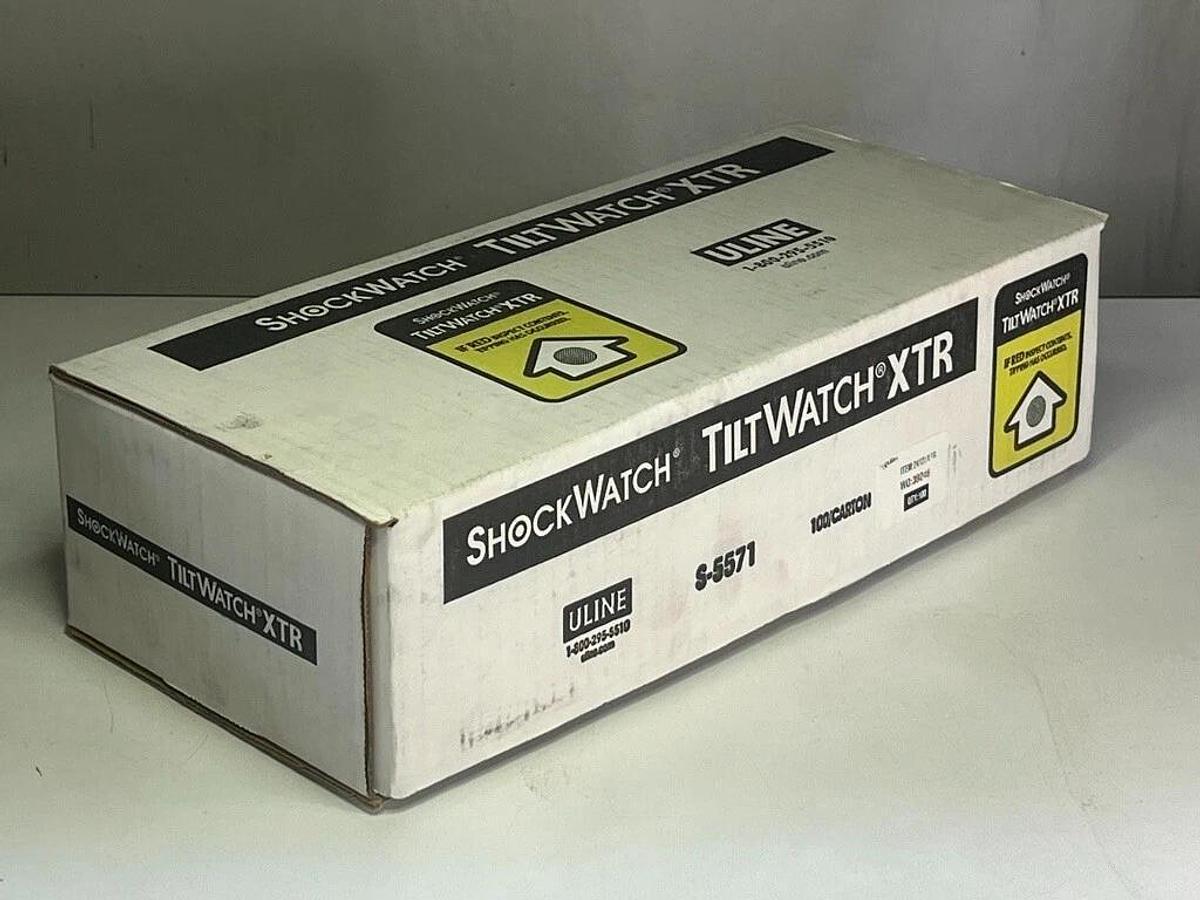 SHOCKWATCH® TILTWATCH® XTR
SHOCKWATCH®
TILTWATCH® XTR
IF RED INSPECT CONTENTS.
TIPPING HAS OCCURRED.
ULINE
1-800-295-5510
uline.com
SHOCKWATCH® TILTWATCH® XTR
SHOCKWATCH® TILTWATCH® XTR
ULINE
1-800-295-5510
uline.com
S-5571
100/CARTON
QTY: 100
SHOCKWATCH®
TILTWATCH® XTR
IF RED INSPECT CONTENTS.
TIPPING HAS OCCURRED.